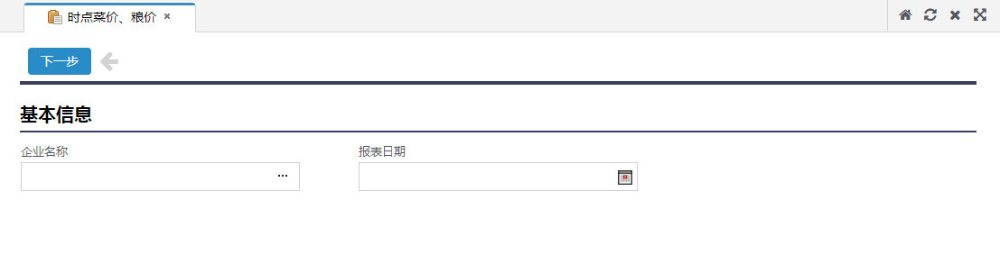 时点菜价、粮价
下一步
基本信息
企业名称 报表日期